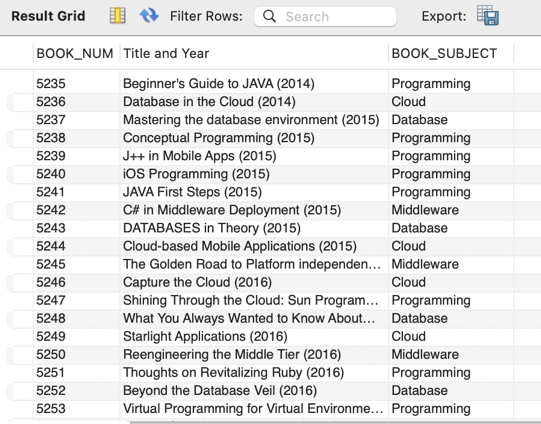 Result Grid Filter Rows: Search Export:
BOOK_NUM Title and Year BOOK_SUBJECT
5235 Beginner's Guide to JAVA (2014) Programming
5236 Database in the Cloud (2014) Cloud
5237 Mastering the database environment (2015) Database
5238 Conceptual Programming (2015) Programming
5239 J++ in Mobile Apps (2015) Programming
5240 iOS Programming (2015) Programming
5241 JAVA First Steps (2015) Programming
5242 C# in Middleware Deployment (2015) Middleware
5243 DATABASES in Theory (2015) Database
5244 Cloud-based Mobile Applications (2015) Cloud
5245 The Golden Road to Platform independen... Middleware
5246 Capture the Cloud (2016) Cloud
5247 Shining Through the Cloud: Sun Program... Programming
5248 What You Always Wanted to Know About... Database
5249 Starlight Applications (2016) Cloud
5250 Reengineering the Middle Tier (2016) Middleware
5251 Thoughts on Revitalizing Ruby (2016) Programming
5252 Beyond the Database Veil (2016) Database
5253 Virtual Programming for Virtual Environme... Programming